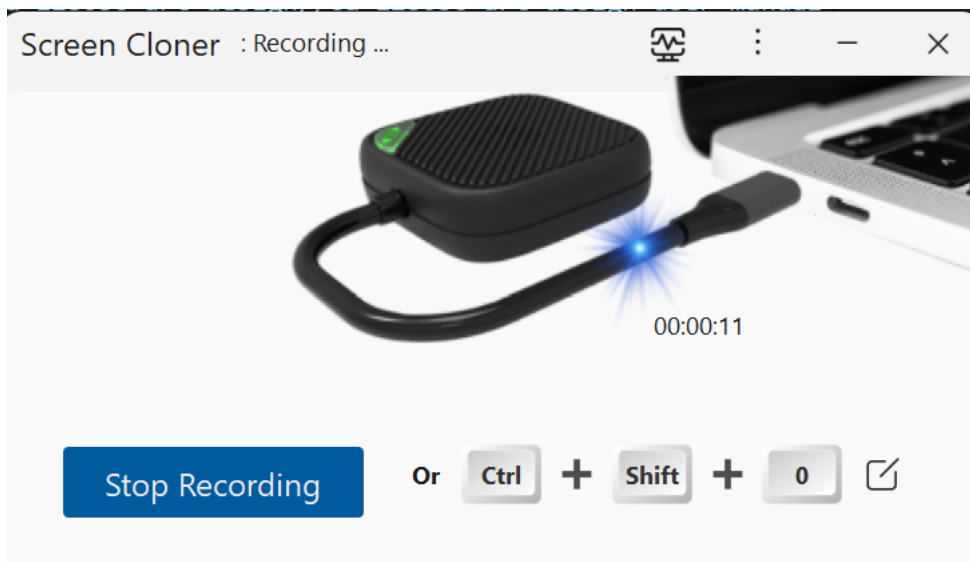 Screen Cloner : Recording ...
00:00:11
Stop Recording Or Ctrl + Shift + 0